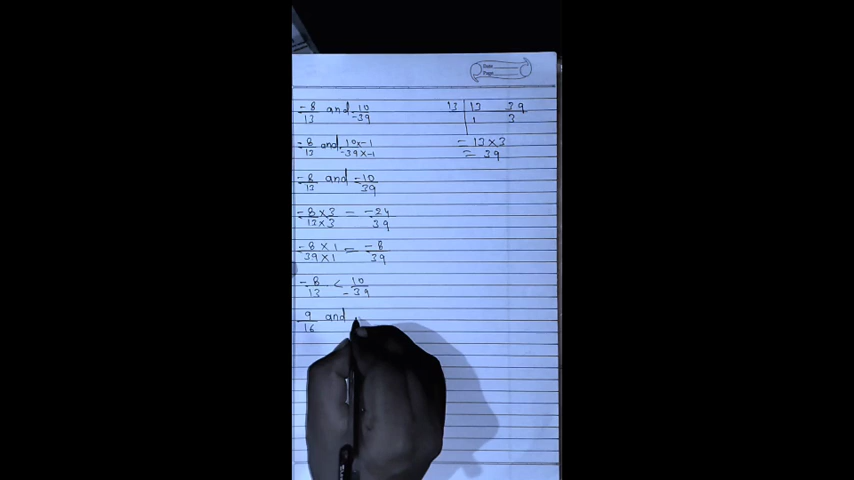 Date
Page
-8/13 and 10/-39
-8/13 and 10×-1/-39×-1
-8/13 and -10/39
-8×3/13×3 = -24/39
-8×1/39×1 = -8/39
-8/13 < 10/-39
9/16 and
13 | 13 39
1 3
= 13×3
= 39